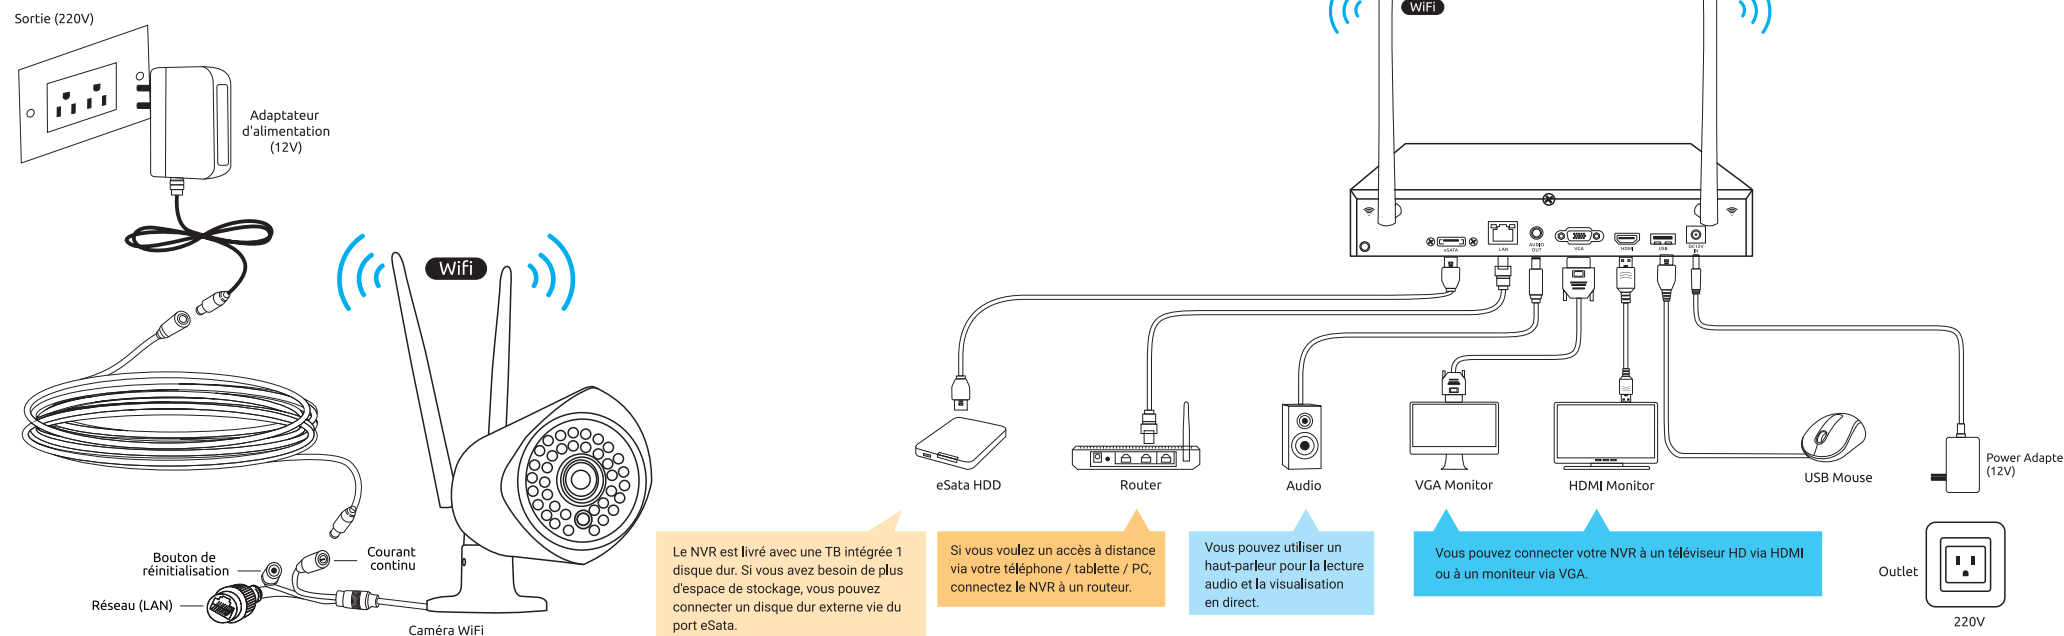 Sortie (220V)
Adaptateur
d'alimentation
(12V)
Wifi
Bouton de
réinitialisation
Courant
continu
Réseau (LAN)
Caméra WiFi
WiFi
eSATA
LAN
AUDIO
OUT
VGA
HDMI
USB
DC12V
IN
eSata HDD
Router
Audio
VGA Monitor
HDMI Monitor
USB Mouse
Power Adapte
(12V)
Le NVR est livré avec une TB intégrée 1
disque dur. Si vous avez besoin de plus
d'espace de stockage, vous pouvez
connecter un disque dur externe vie du
port eSata.
Si vous voulez un accès à distance
via votre téléphone / tablette / PC,
connectez le NVR à un routeur.
Vous pouvez utiliser un
haut-parleur pour la lecture
audio et la visualisation
en direct.
Vous pouvez connecter votre NVR à un téléviseur HD via HDMI
ou à un moniteur via VGA.
Outlet
220V